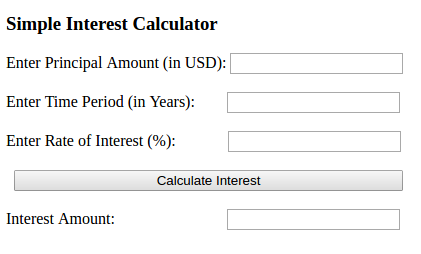 Simple Interest Calculator
Enter Principal Amount (in USD):
Enter Time Period (in Years):
Enter Rate of Interest (%):
Calculate Interest
Interest Amount: